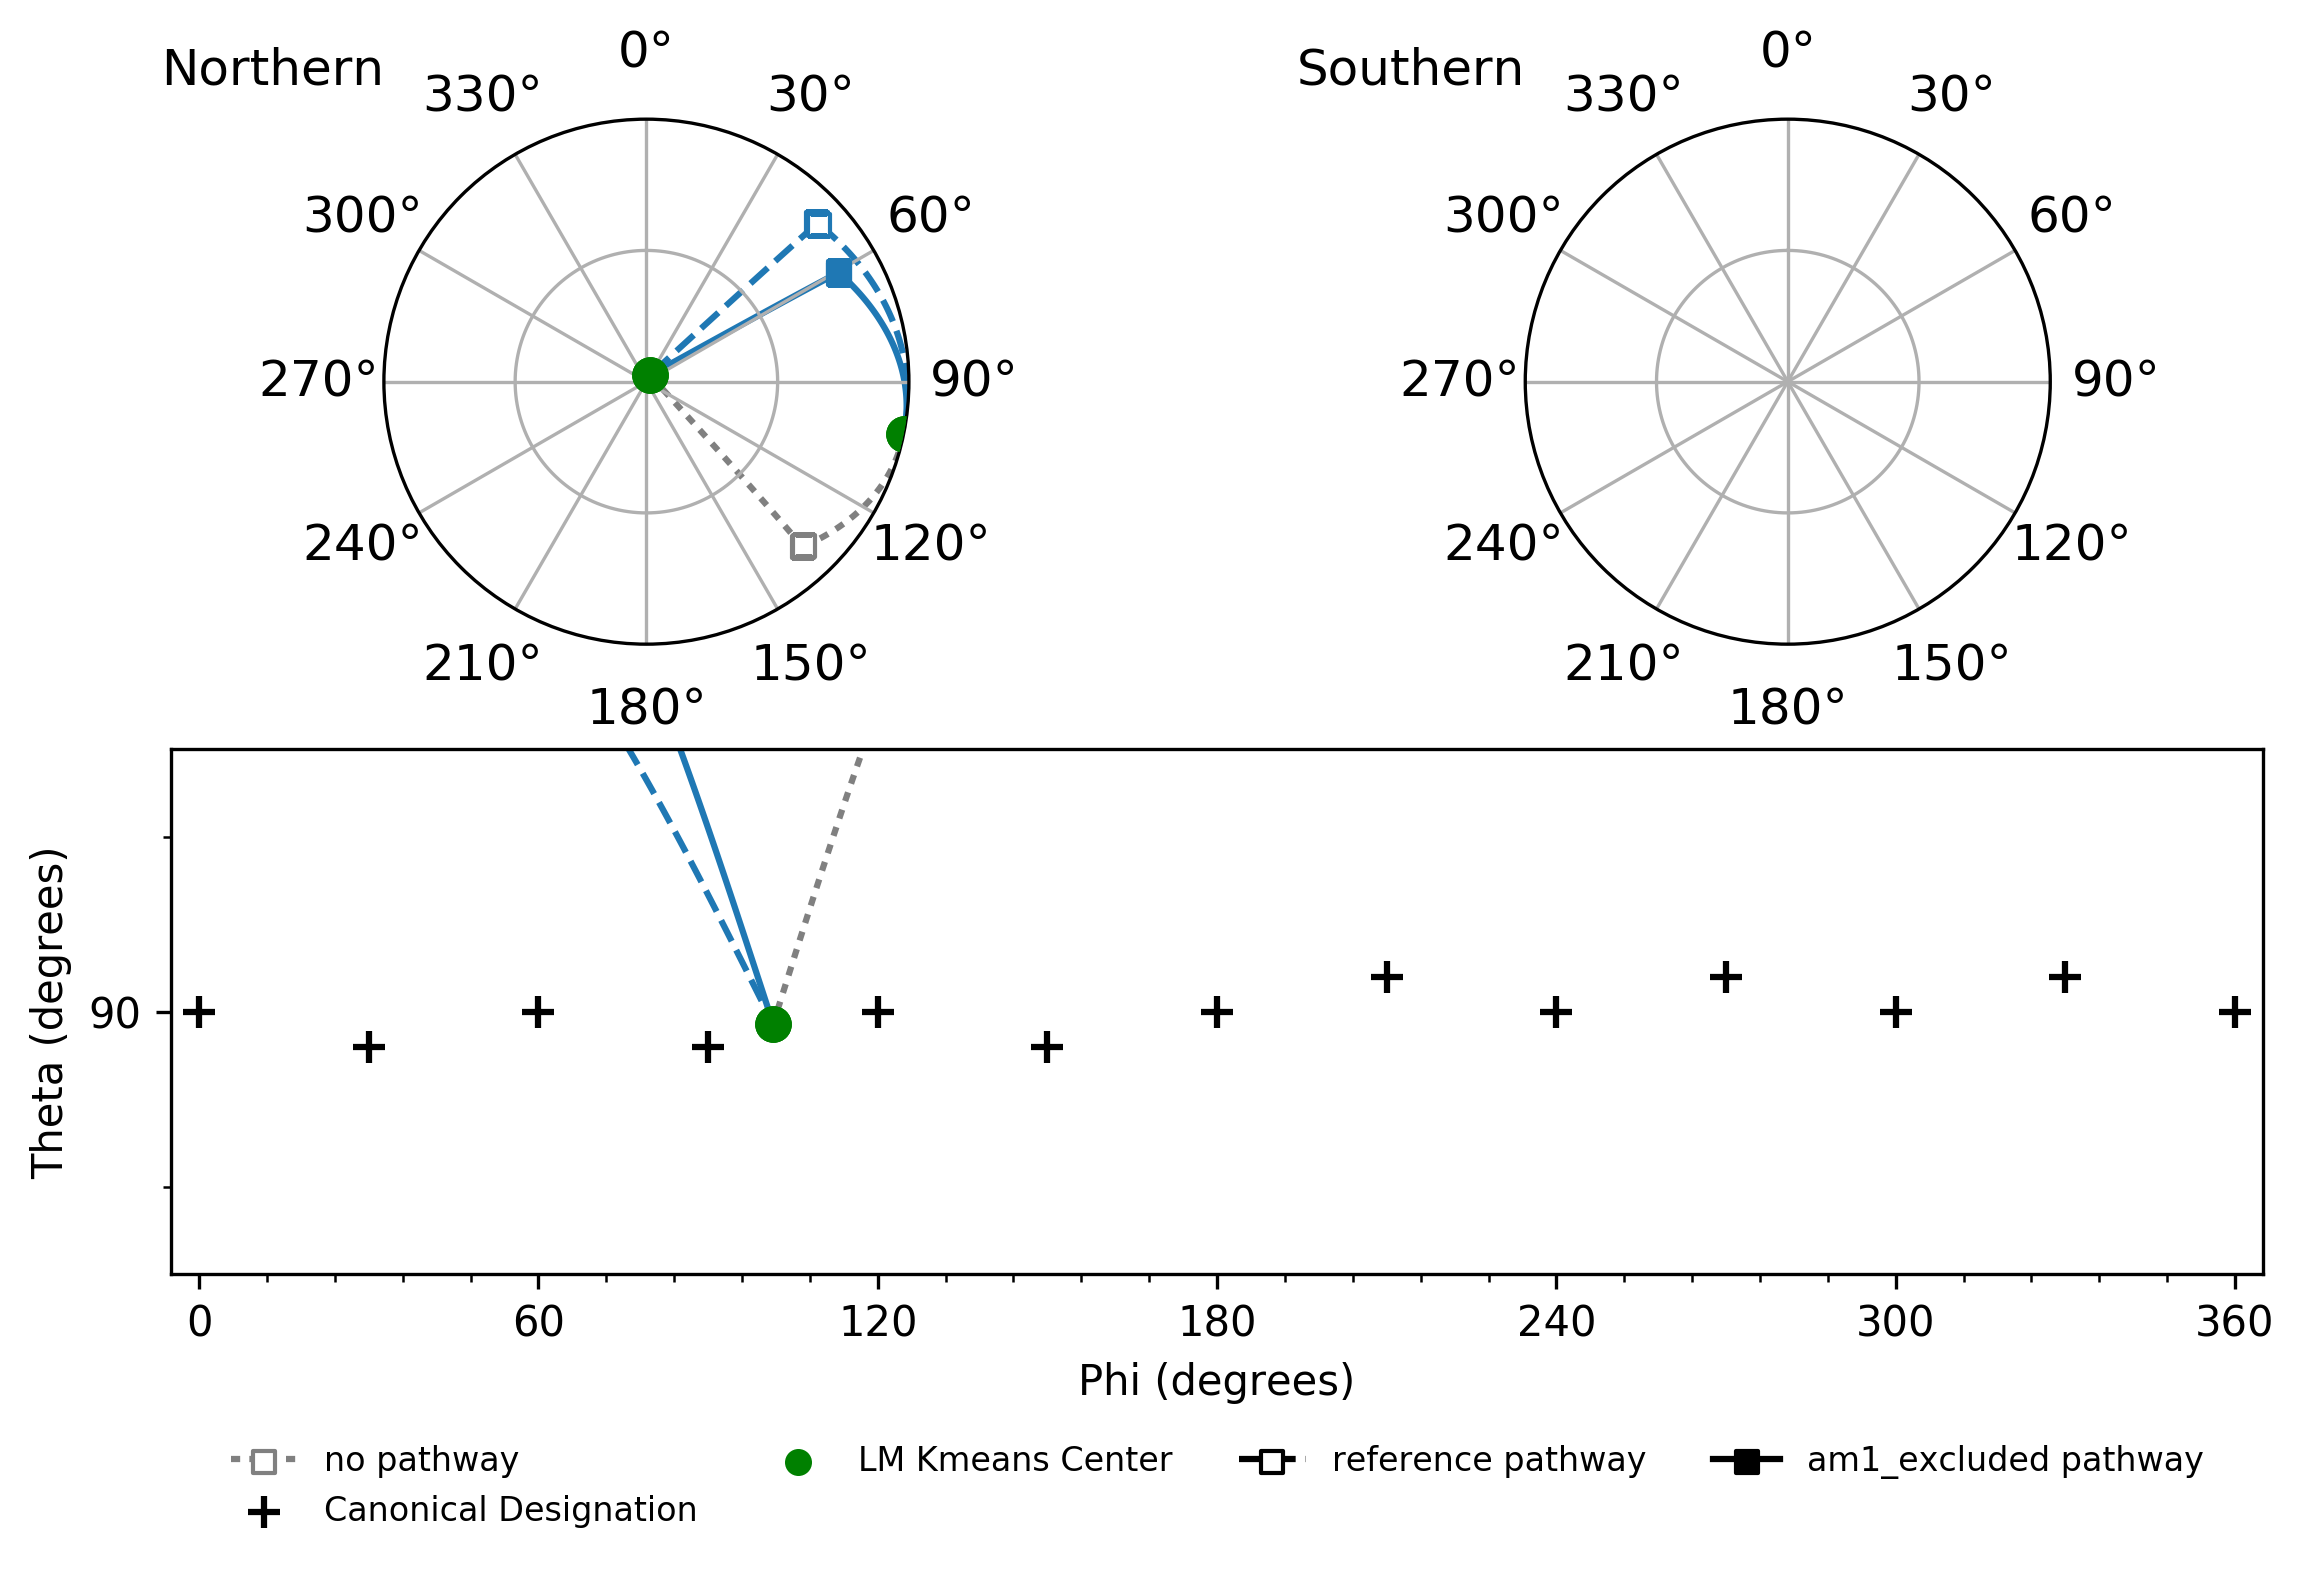 Northern
0°
30°
60°
90°
120°
150°
180°
210°
240°
270°
300°
330°
Southern
0°
30°
60°
90°
120°
150°
180°
210°
240°
270°
300°
330°
Theta (degrees)
90
0 60 120 180 240 300 360
Phi (degrees)
no pathway
Canonical Designation
LM Kmeans Center
reference pathway
am1_excluded pathway